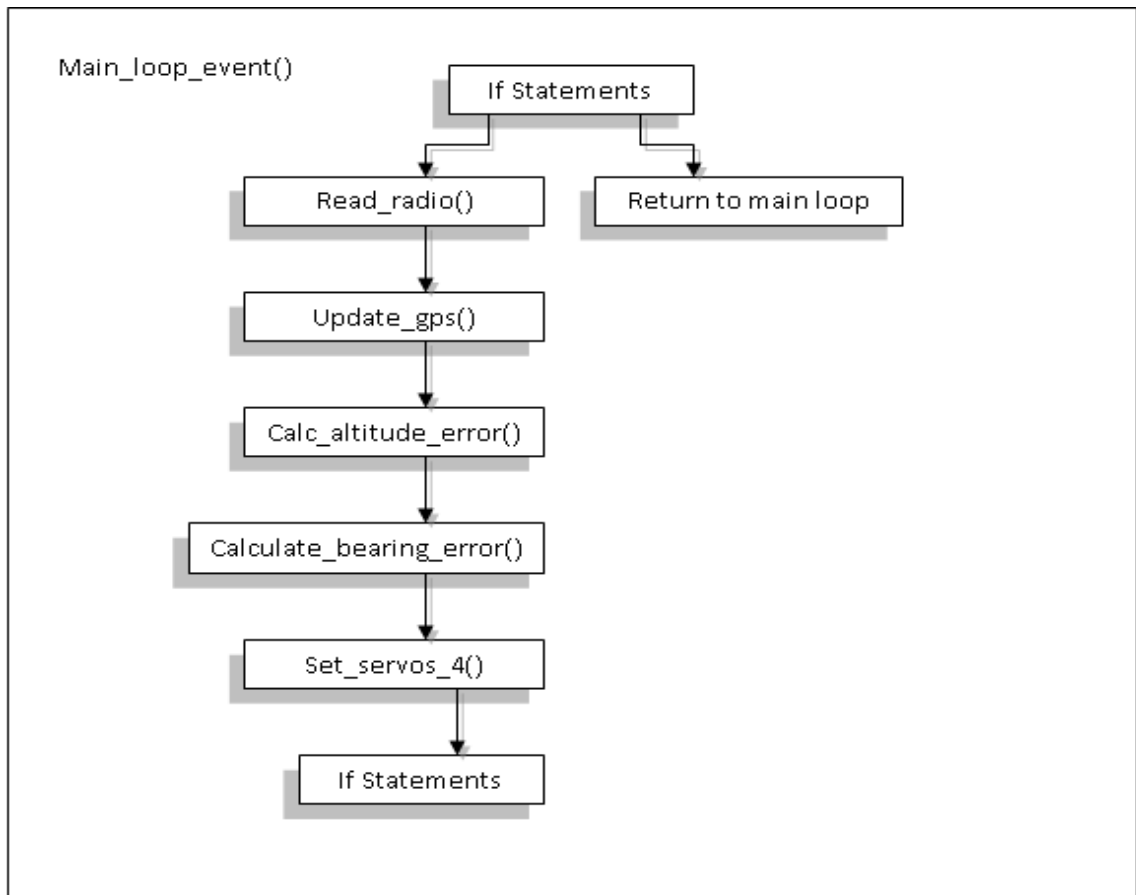 Main_loop_event()
If Statements
Read_radio()
Return to main loop
Update_gps()
Calc_altitude_error()
Calculate_bearing_error()
Set_servos_4()
If Statements